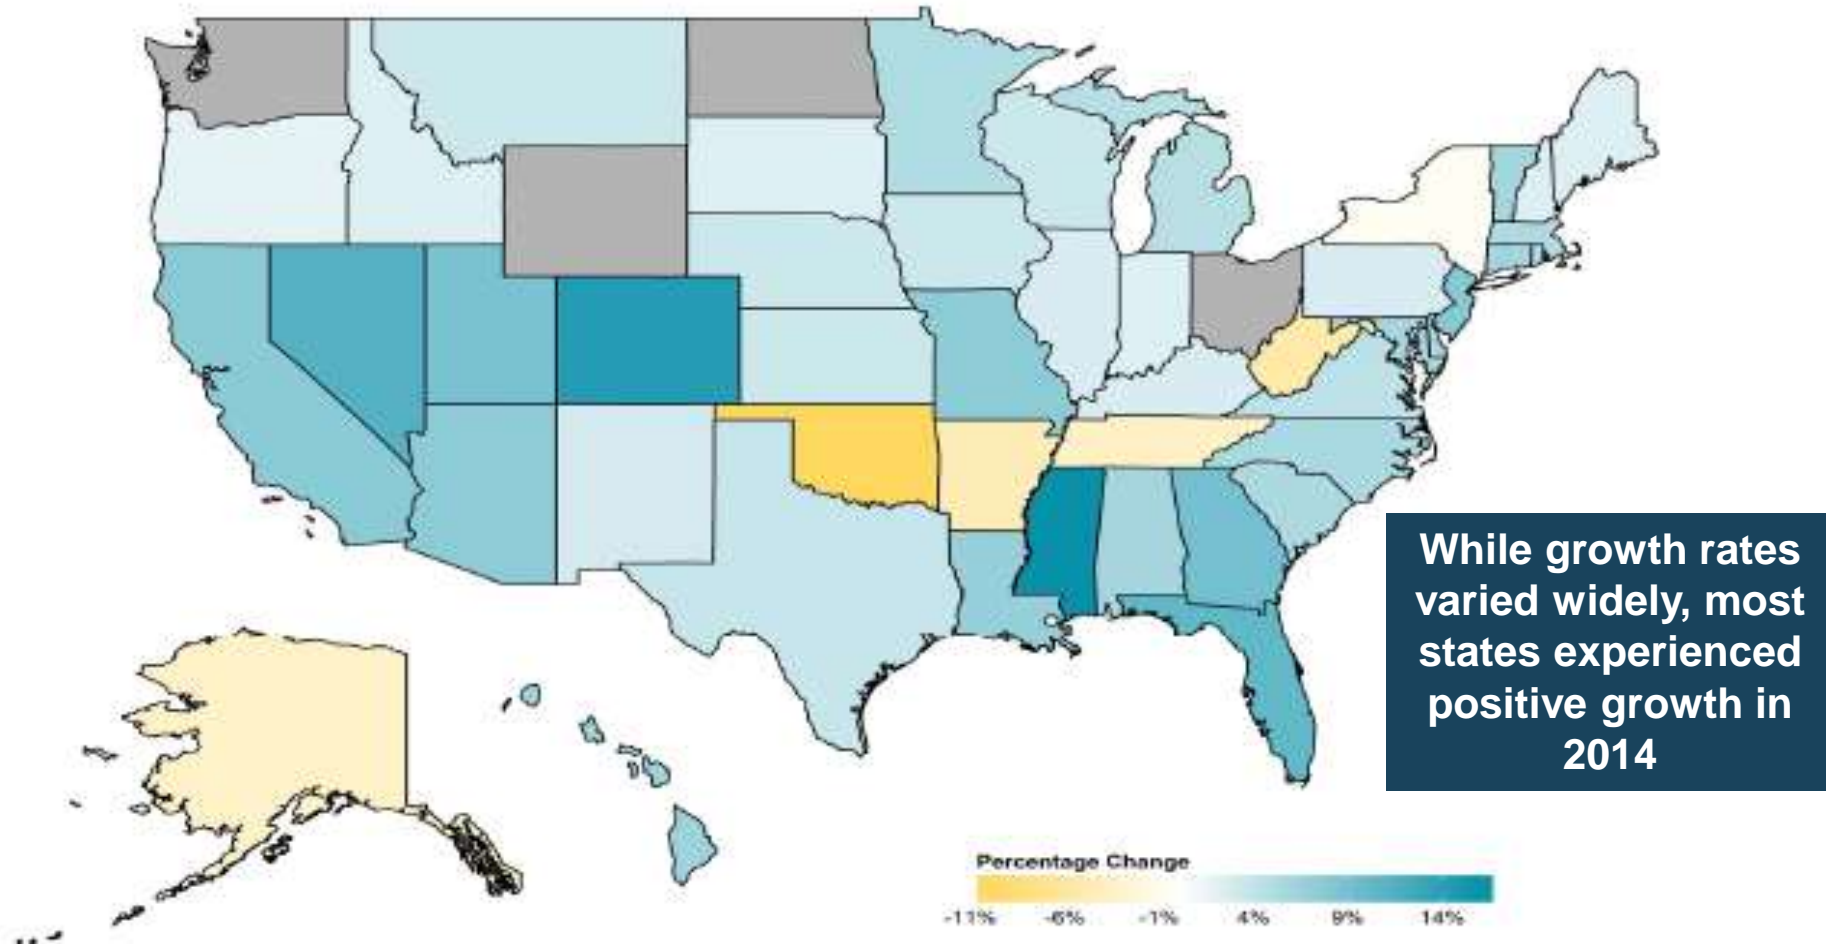 While growth rates
varied widely, most
states experienced
positive growth in
2014
Percentage Change
-11% -6% -1% 4% 9% 14%